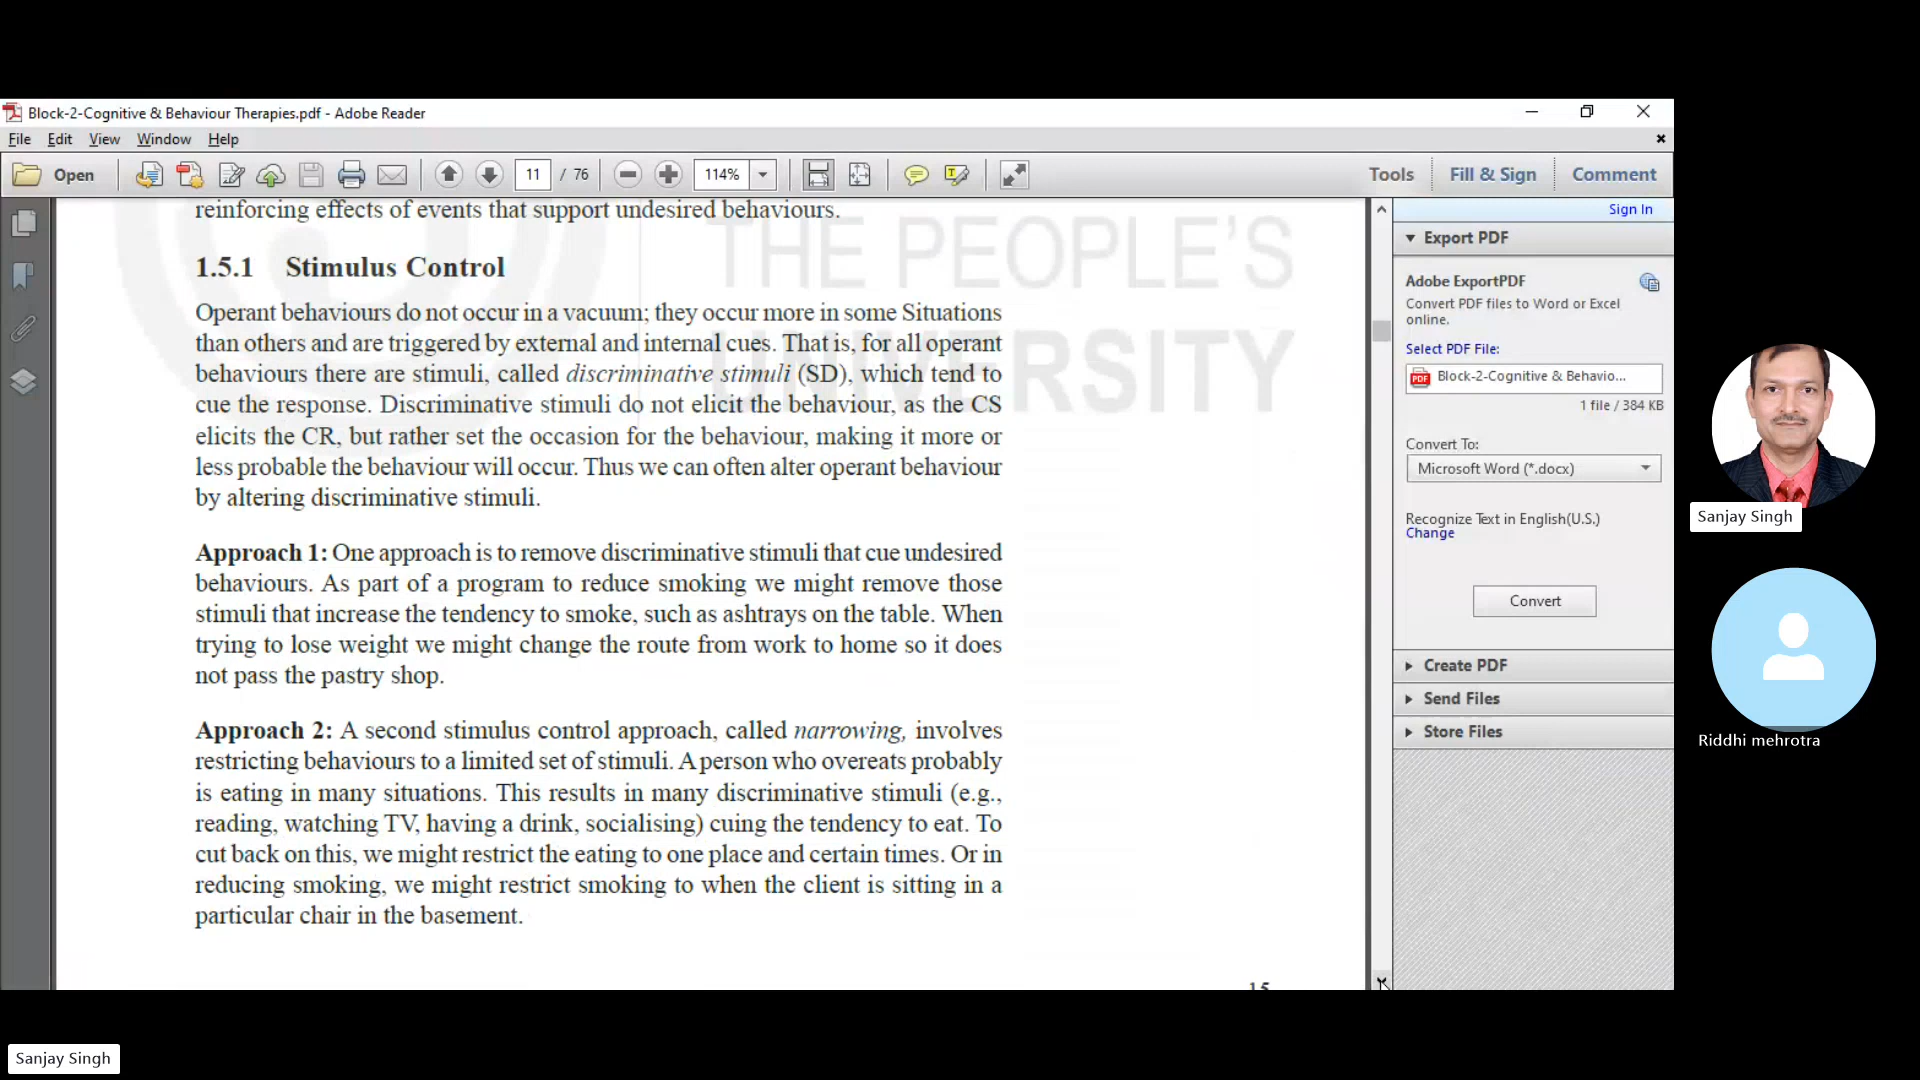 Block-2-Cognitive & Behaviour Therapies.pdf - Adobe Reader
File Edit View Window Help
Open 11 / 76 114% Tools Fill & Sign Comment
reinforcing effects of events that support undesired behaviours.
THE PEOPLE'S
UNIVERSITY
1.5.1 Stimulus Control
Operant behaviours do not occur in a vacuum; they occur more in some Situations
than others and are triggered by external and internal cues. That is, for all operant
behaviours there are stimuli, called discriminative stimuli (SD), which tend to
cue the response. Discriminative stimuli do not elicit the behaviour, as the CS
elicits the CR, but rather set the occasion for the behaviour, making it more or
less probable the behaviour will occur. Thus we can often alter operant behaviour
by altering discriminative stimuli.
Approach 1: One approach is to remove discriminative stimuli that cue undesired
behaviours. As part of a program to reduce smoking we might remove those
stimuli that increase the tendency to smoke, such as ashtrays on the table. When
trying to lose weight we might change the route from work to home so it does
not pass the pastry shop.
Approach 2: A second stimulus control approach, called narrowing, involves
restricting behaviours to a limited set of stimuli. A person who overeats probably
is eating in many situations. This results in many discriminative stimuli (e.g.,
reading, watching TV, having a drink, socialising) cuing the tendency to eat. To
cut back on this, we might restrict the eating to one place and certain times. Or in
reducing smoking, we might restrict smoking to when the client is sitting in a
particular chair in the basement.
15
Sign In
Export PDF
Adobe ExportPDF
Convert PDF files to Word or Excel
online.
Select PDF File:
PDF Block-2-Cognitive & Behavio...
1 file / 384 KB
Convert To:
Microsoft Word (*.docx)
Recognize Text in English(U.S.)
Change
Convert
Create PDF
Send Files
Store Files
Sanjay Singh
Riddhi mehrotra
Sanjay Singh